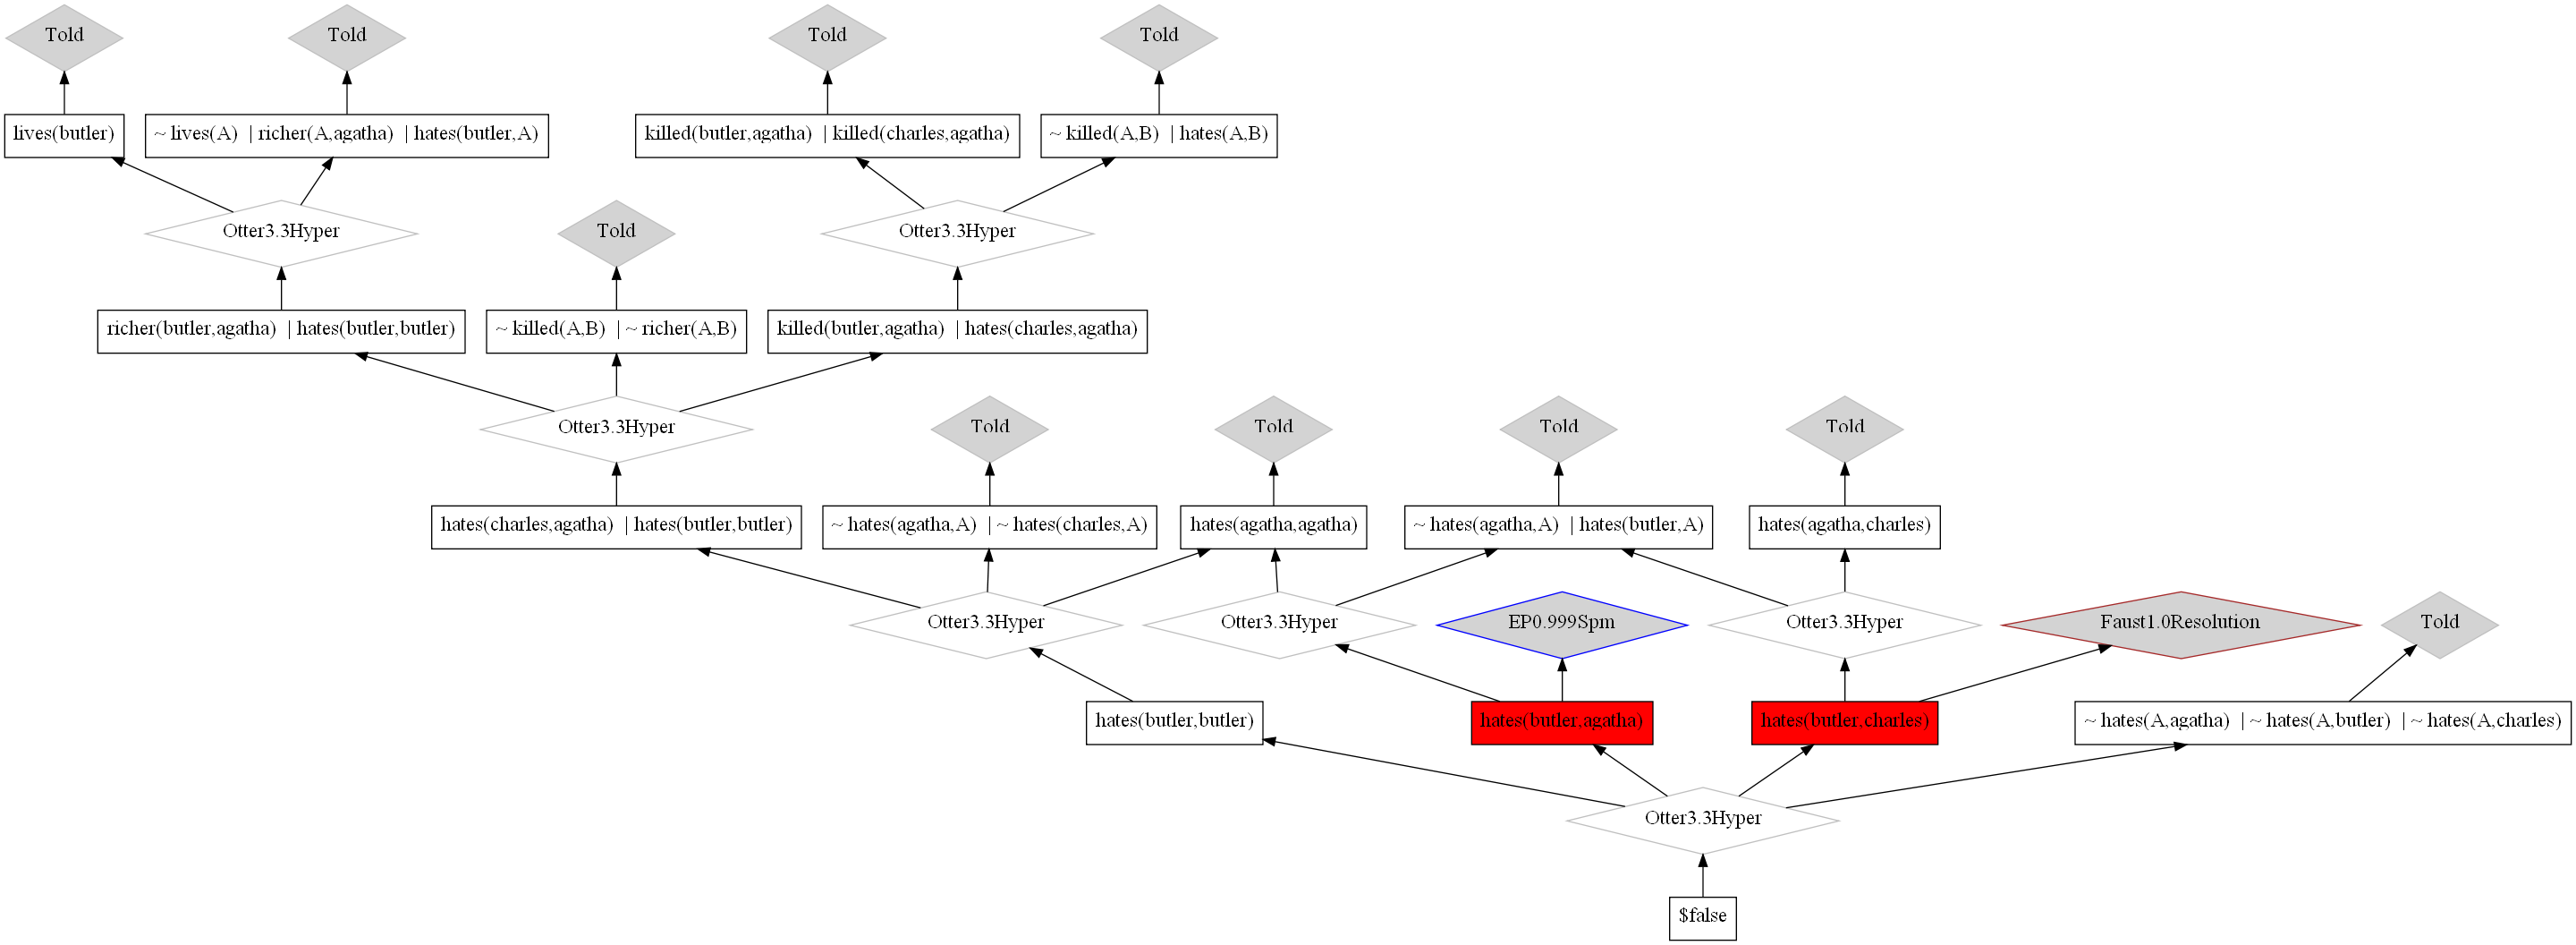 Told
Told
Told
Told
lives(butler)
~ lives(A) | richer(A,agatha) | hates(butler,A)
killed(butler,agatha) | killed(charles,agatha)
~ killed(A,B) | hates(A,B)
Otter3.3Hyper
Told
Otter3.3Hyper
richer(butler,agatha) | hates(butler,butler)
~ killed(A,B) | ~ richer(A,B)
killed(butler,agatha) | hates(charles,agatha)
Otter3.3Hyper
Told
Told
Told
Told
hates(charles,agatha) | hates(butler,butler)
~ hates(agatha,A) | ~ hates(charles,A)
hates(agatha,agatha)
~ hates(agatha,A) | hates(butler,A)
hates(agatha,charles)
Otter3.3Hyper
Otter3.3Hyper
EP0.999Spm
Otter3.3Hyper
Faust1.0Resolution
Told
hates(butler,butler)
hates(butler,agatha)
hates(butler,charles)
~ hates(A,agatha) | ~ hates(A,butler) | ~ hates(A,charles)
Otter3.3Hyper
$false